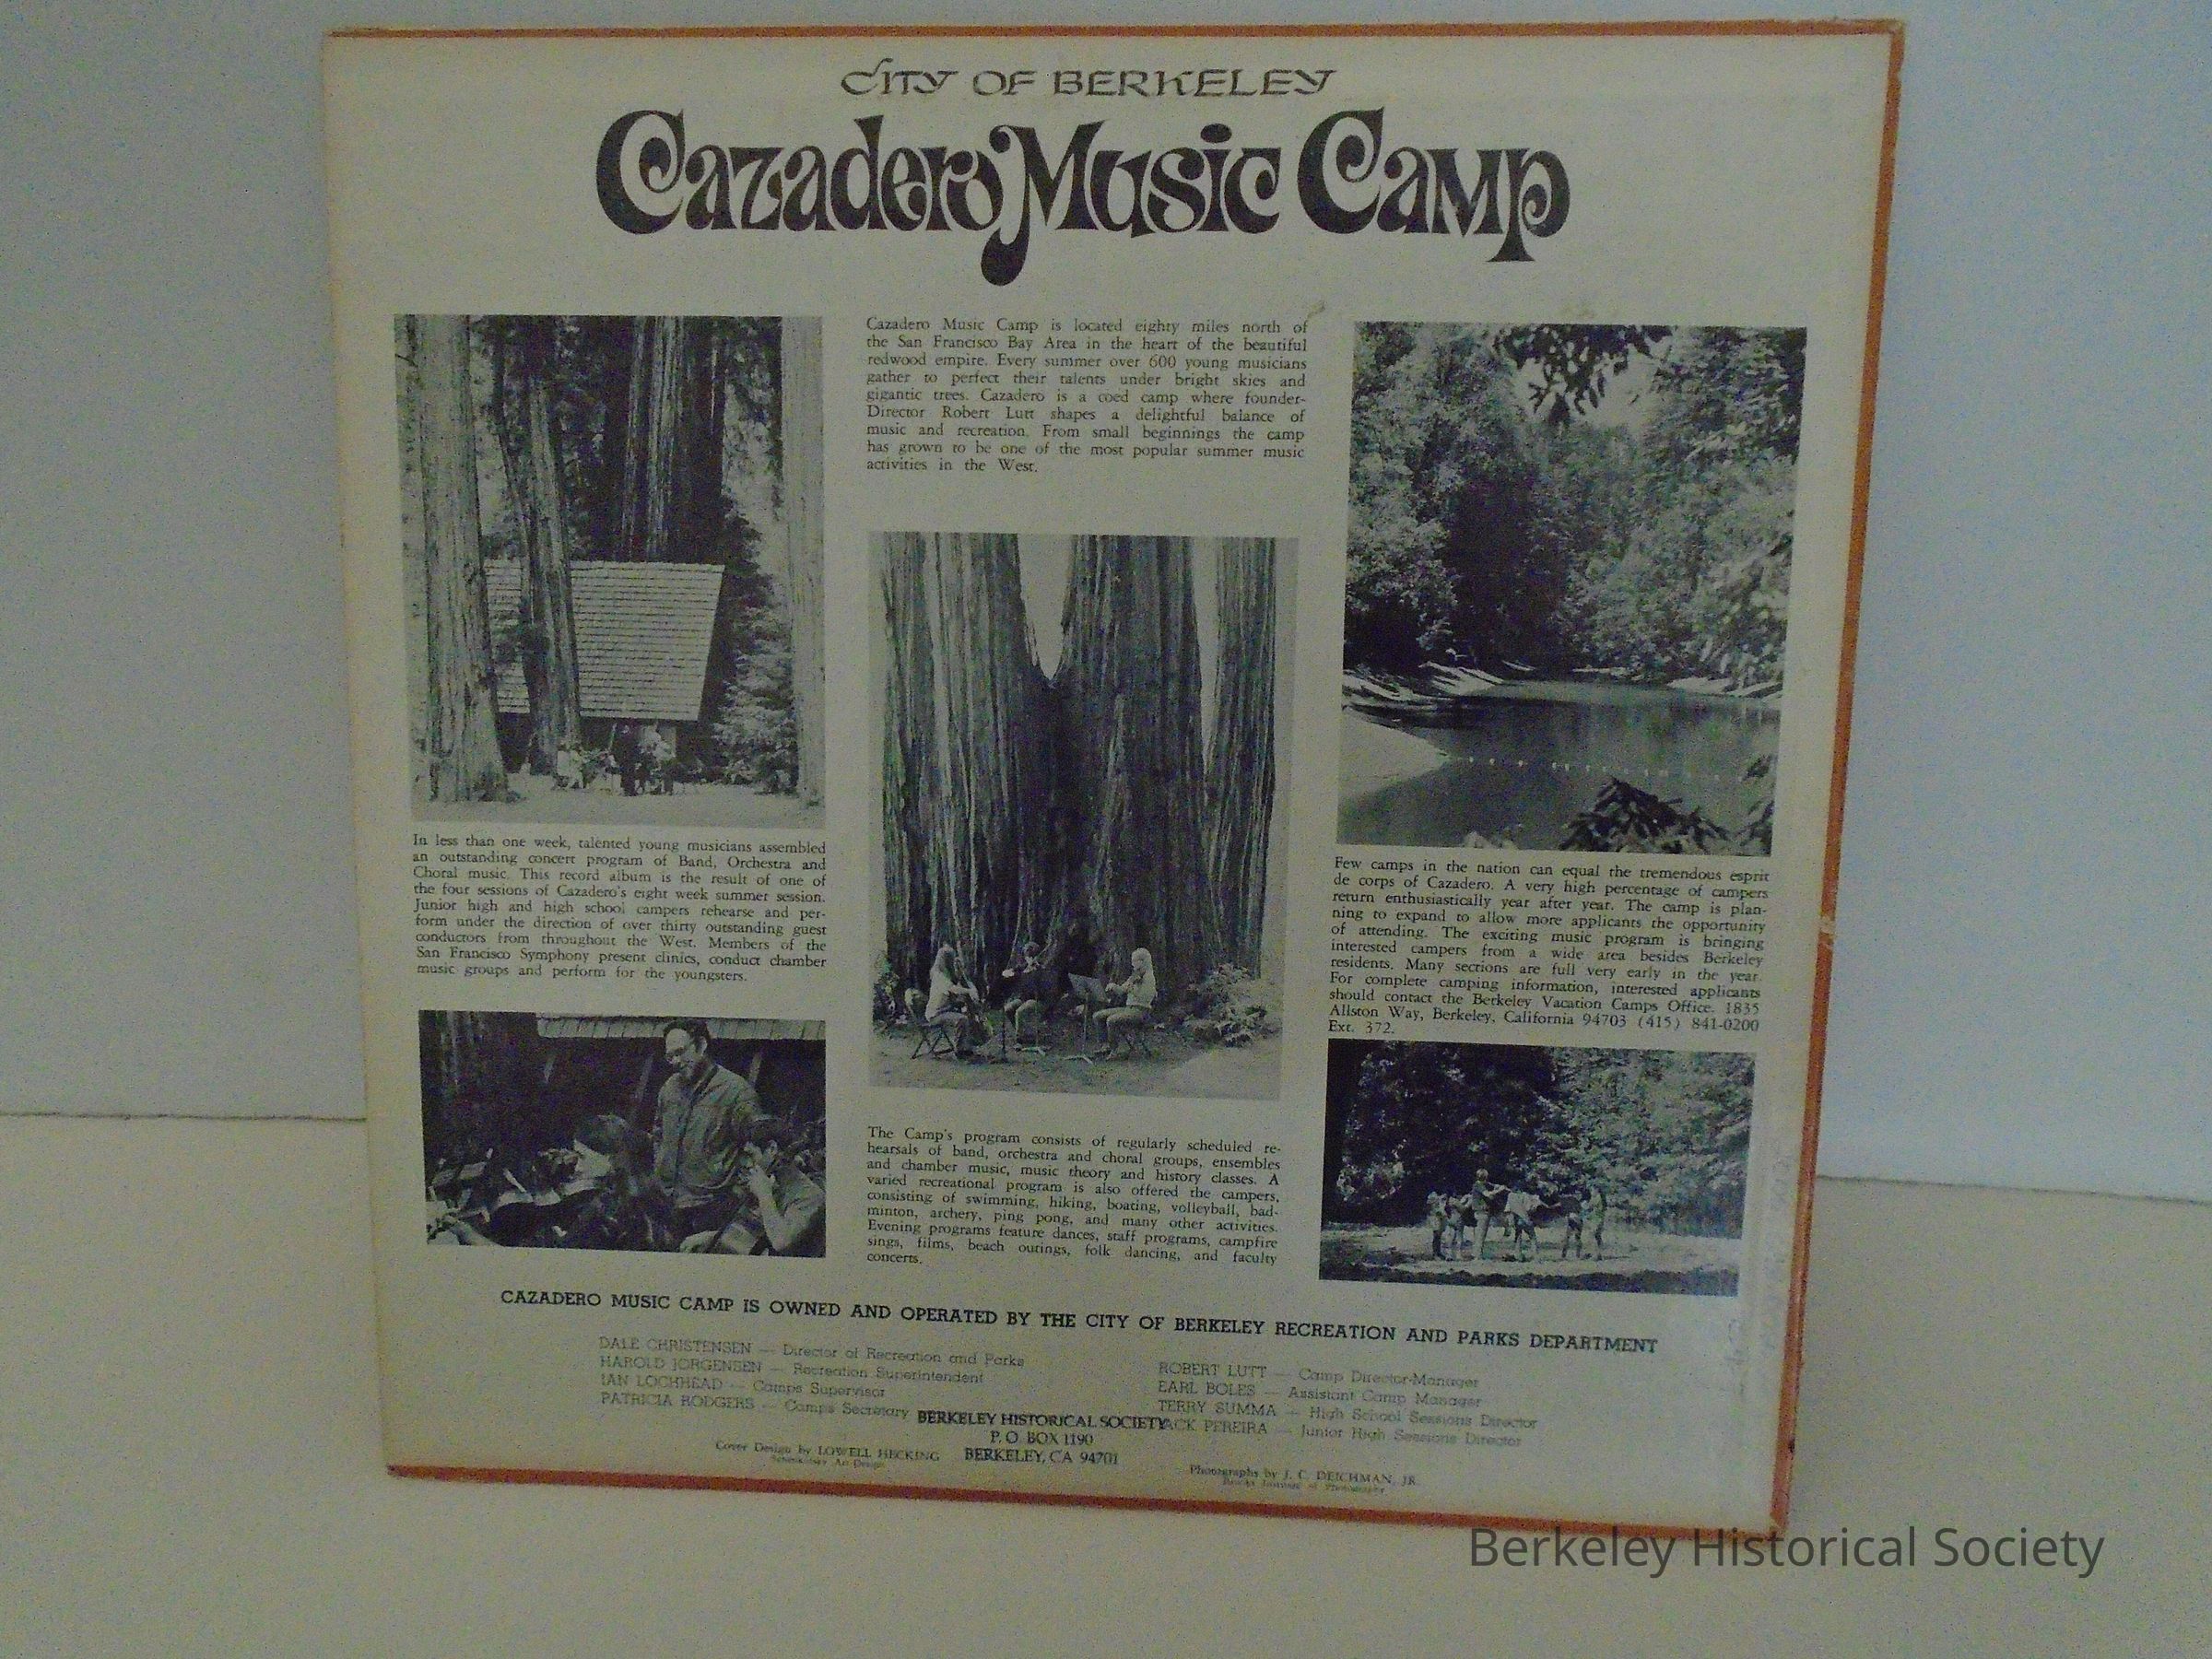 CITY OF BERKELEY
Cazadero Music Camp
Cazadero Music Camp is located eighty miles north of
the San Francisco Bay Area in the heart of the beautiful
redwood empire. Every summer over 600 young musicians
gather to perfect their talents under bright skies and
gigantic trees. Cazadero is a coed camp where founder-
Director Robert Lutt shapes a delightful balance of
music and recreation. From small beginnings the camp
has grown to be one of the most popular summer music
activities in the West.
In less than one week, talented young musicians assembled
an outstanding concert program of Band, Orchestra and
Choral music. This record album is the result of one of
the four sessions of Cazadero's eight week summer session.
Junior high and high school campers rehearse and per-
form under the direction of over thirty outstanding guest
conductors from throughout the West. Members of the
San Francisco Symphony present clinics, conduct chamber
music groups and perform for the youngsters.
The Camp's program consists of regularly scheduled re-
hearsals of band, orchestra and choral groups, ensembles
and chamber music, music theory and history classes. A
varied recreational program is also offered the campers,
consisting of swimming, hiking, boating, volleyball, bad-
minton, archery, ping pong, and many other activities.
Evening programs feature dances, staff programs, campfire
sings, films, beach outings, folk dancing, and faculty
concerts.
Few camps in the nation can equal the tremendous esprit
de corps of Cazadero. A very high percentage of campers
return enthusiastically year after year. The camp is plan-
ning to expand to allow more applicants the opportunity
of attending. The exciting music program is bringing
interested campers from a wide area besides Berkeley
residents. Many sections are full very early in the year.
For complete camping information, interested applicants
should contact the Berkeley Vacation Camps Office. 1835
Allston Way, Berkeley, California 94703 (415) 841-0200
Ext. 372.
CAZADERO MUSIC CAMP IS OWNED AND OPERATED BY THE CITY OF BERKELEY RECREATION AND PARKS DEPARTMENT
DALE CHRISTENSEN — Director of Recreation and Parks
HAROLD JORGENSEN — Recreation Superintendent
IAN LOCHHEAD — Camps Supervisor
PATRICIA RODGERS — Camps Secretary
ROBERT LUTT — Camp Director-Manager
EARL BOLES — Assistant Camp Manager
TERRY SUMMA — High School Sessions Director
JACK PEREIRA — Junior High Sessions Director
BERKELEY HISTORICAL SOCIETY
P. O. BOX 1190
BERKELEY, CA 94701
Cover Design by LOWELL HECKING
Art Design
Photographs by J. C. DEICHMAN, JR.
Brooks Institute of Photography
Berkeley Historical Society